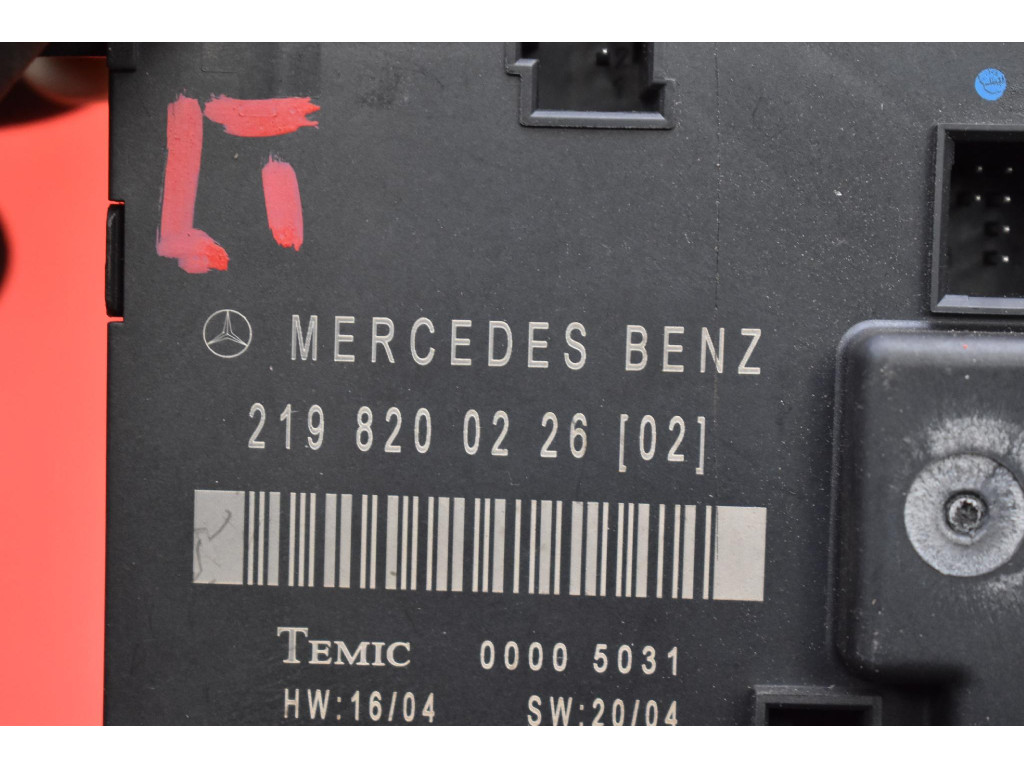 MERCEDES BENZ
219 820 02 26 [02]
TEMIC 0000 5031
HW:16/04 SW:20/04